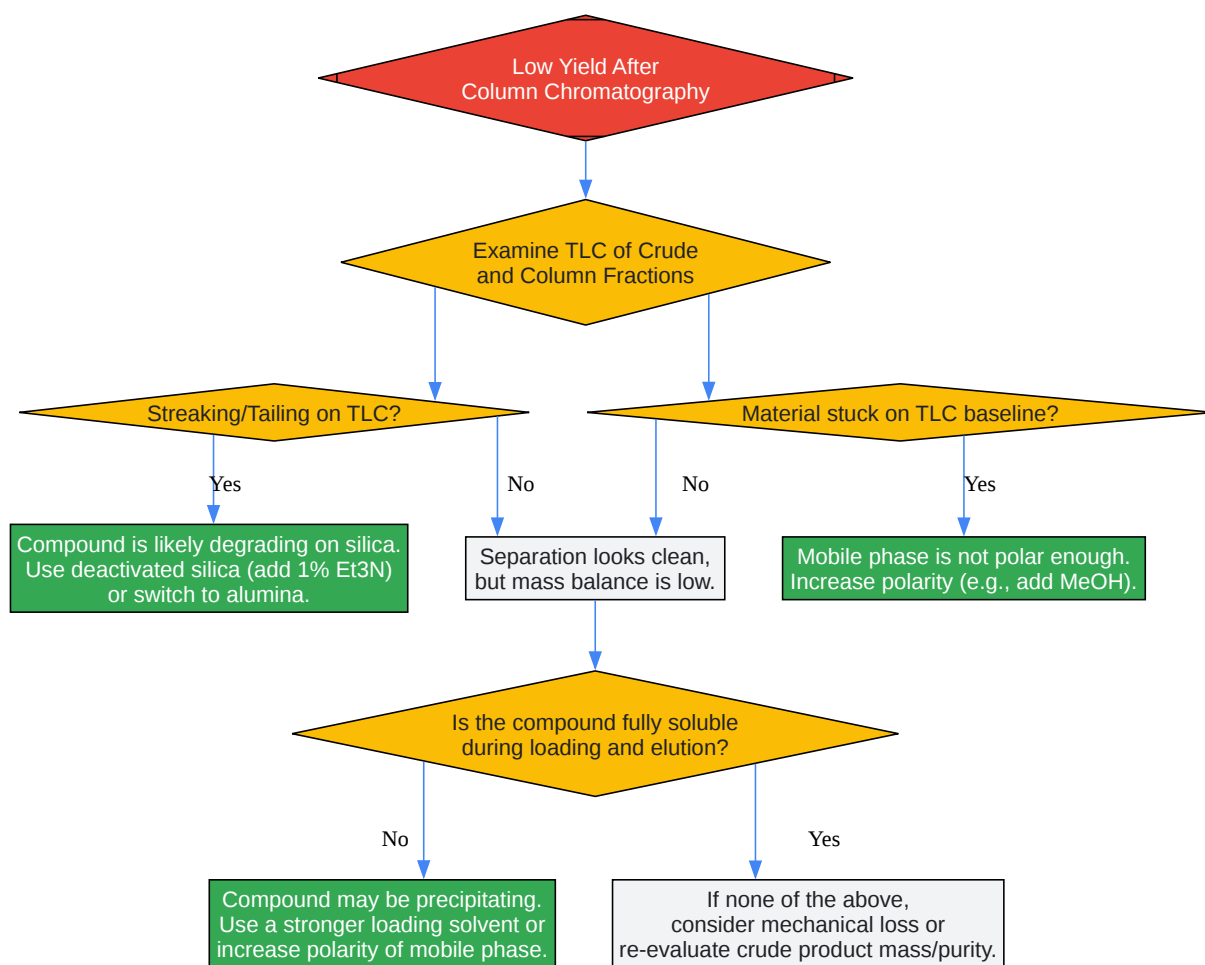 Low Yield After
Column Chromatography
Examine TLC of Crude
and Column Fractions
Streaking/Tailing on TLC?
Material stuck on TLC baseline?
Yes
No
No
Yes
Compound is likely degrading on silica.
Use deactivated silica (add 1% Et3N)
or switch to alumina.
Separation looks clean,
but mass balance is low.
Mobile phase is not polar enough.
Increase polarity (e.g., add MeOH).
Is the compound fully soluble
during loading and elution?
No
Yes
Compound may be precipitating.
Use a stronger loading solvent or
increase polarity of mobile phase.
If none of the above,
consider mechanical loss or
re-evaluate crude product mass/purity.